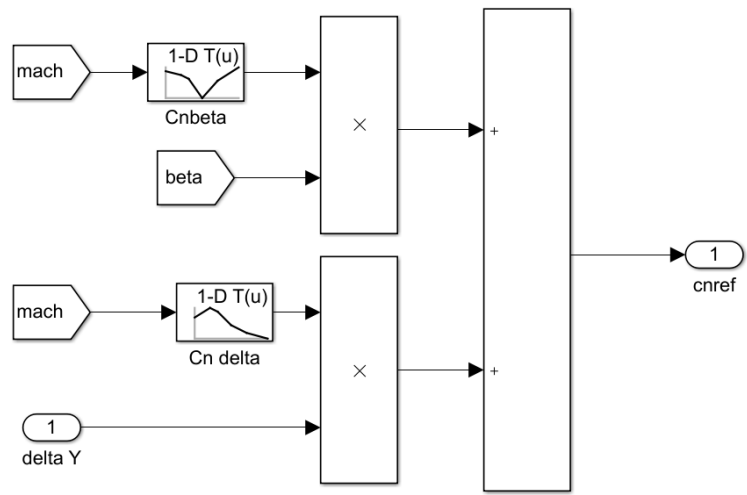 mach
1-D T(u)
Cnbeta
×
beta
+
1
cnref
mach
1-D T(u)
Cn delta
×
+
1
delta Y